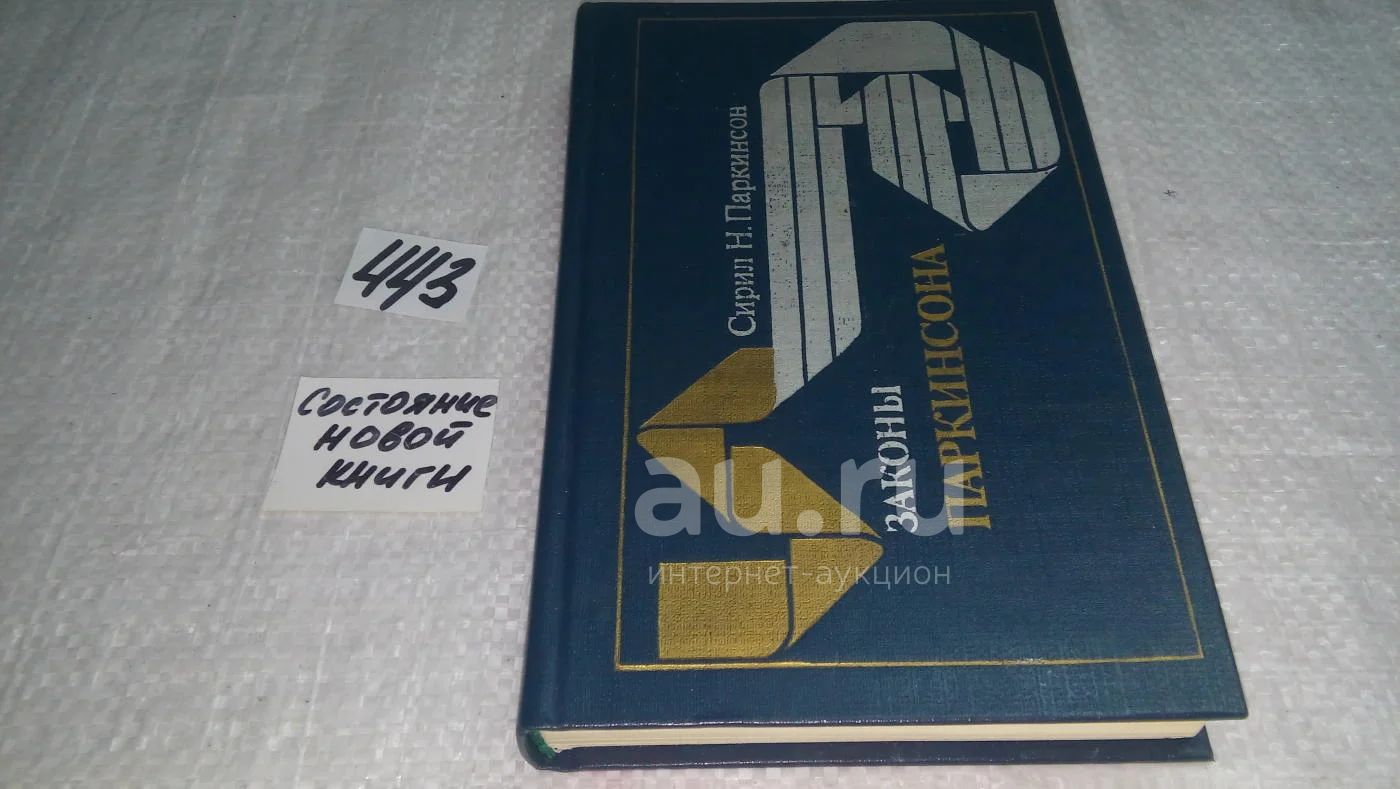 443
Состояние
новой
книги
Сирил Н. Паркинсон
ЗАКОНЫ
ПАРКИНСОНА
au.ru
интернет-аукцион